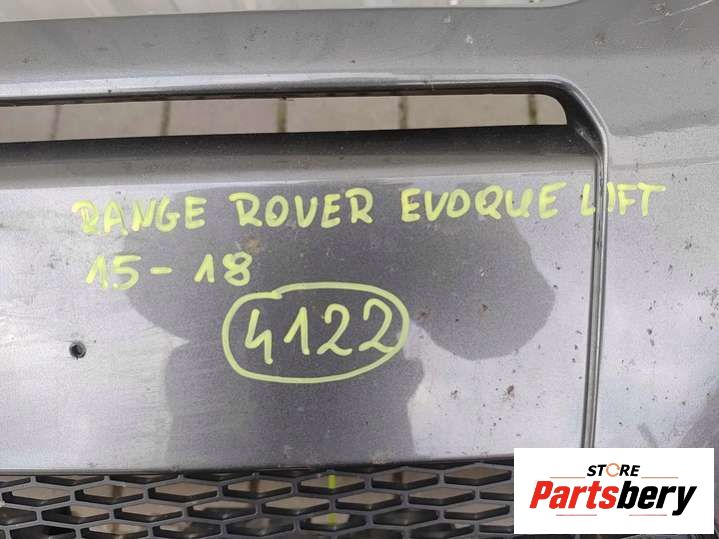 RANGE ROVER EVOQUE LIFT
15-18
4122
STORE
Partsbery